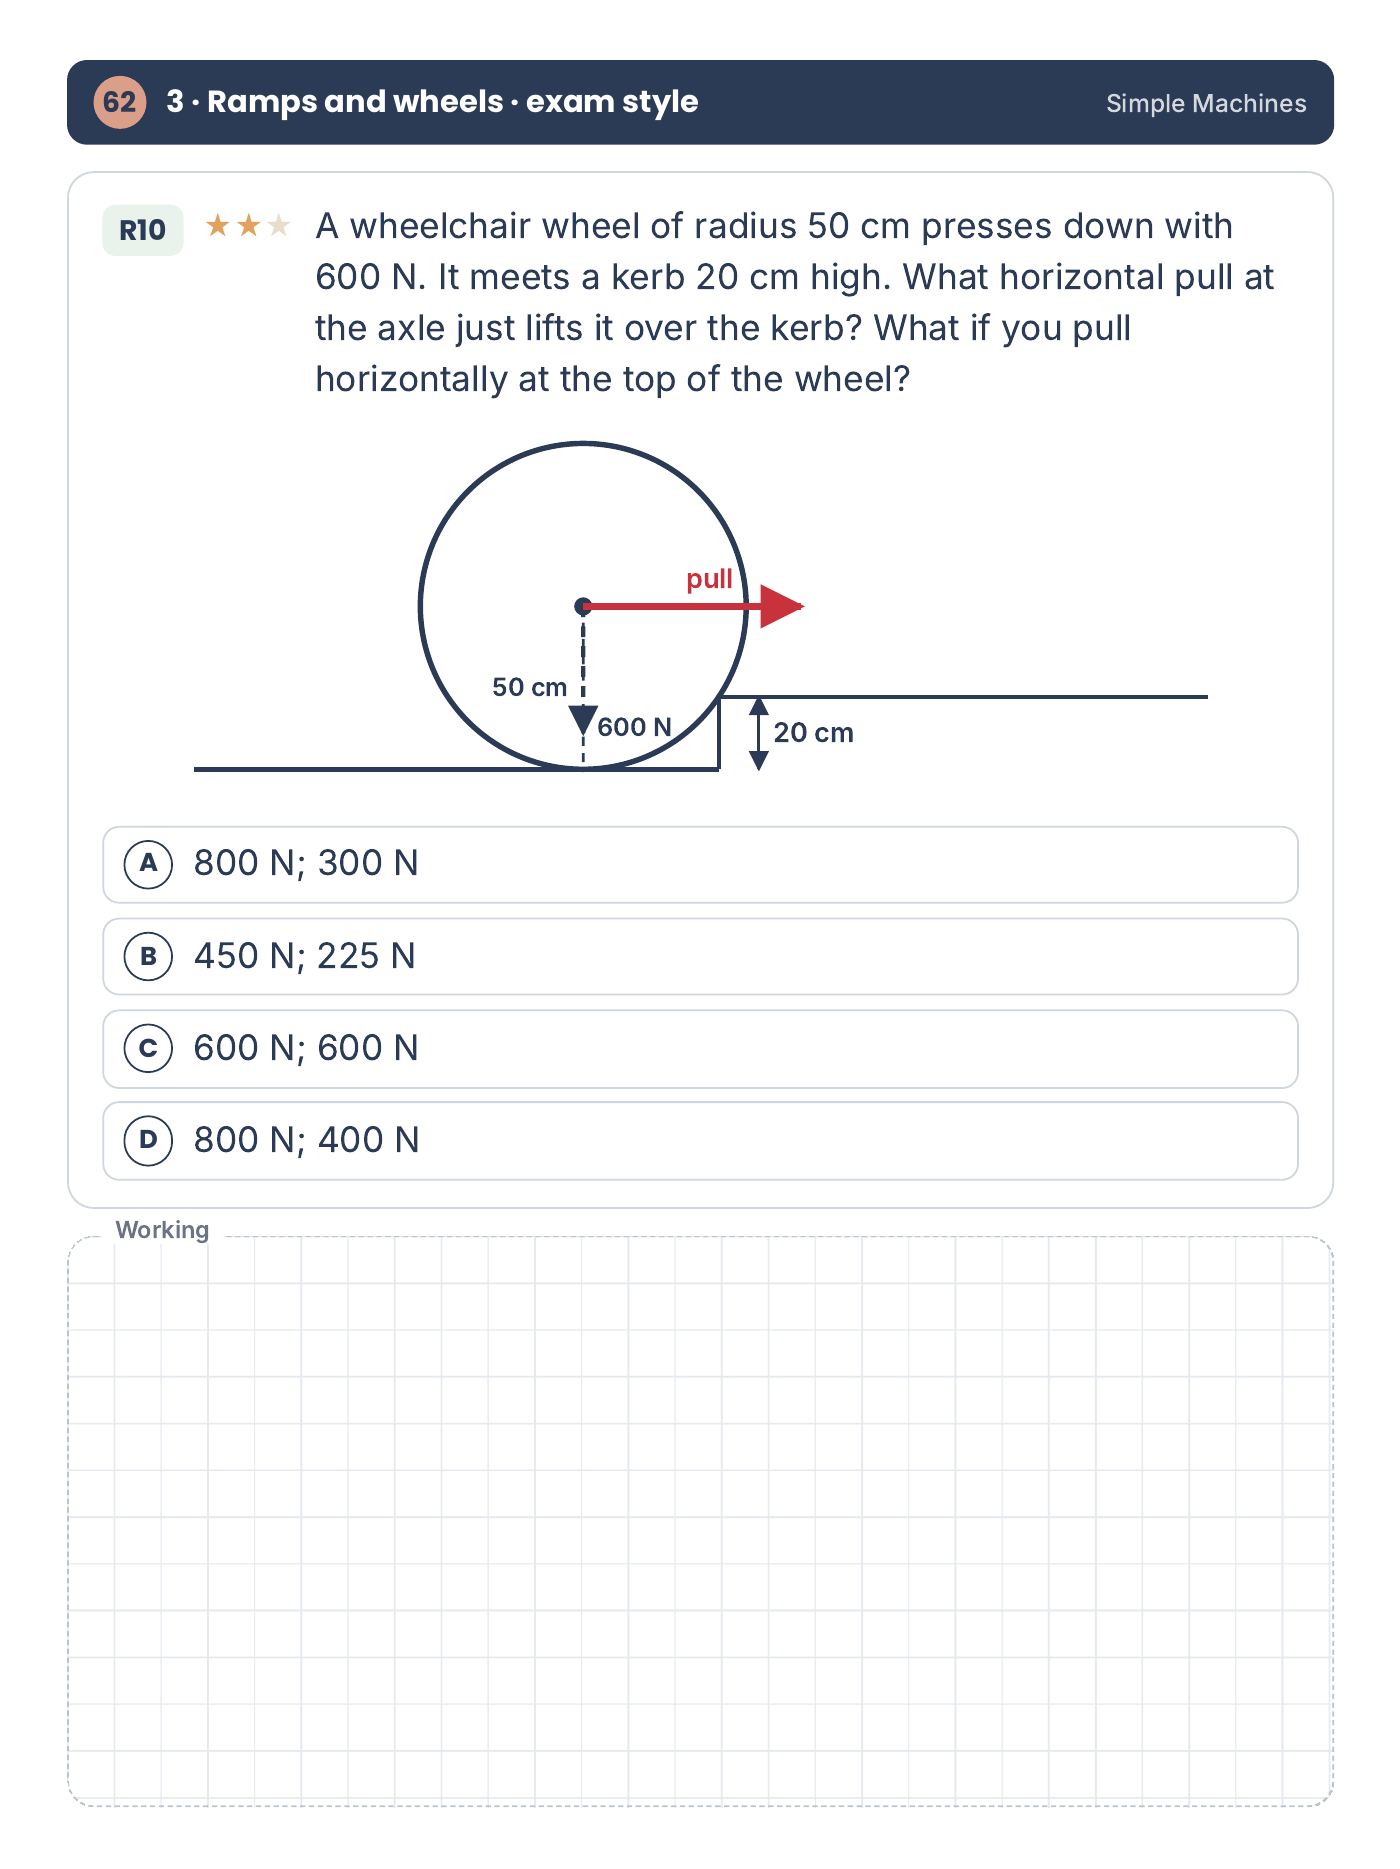 62 3 · Ramps and wheels · exam style Simple Machines
R10 ★★★ A wheelchair wheel of radius 50 cm presses down with
600 N. It meets a kerb 20 cm high. What horizontal pull at
the axle just lifts it over the kerb? What if you pull
horizontally at the top of the wheel?
pull
50 cm
600 N
20 cm
A 800 N; 300 N
B 450 N; 225 N
C 600 N; 600 N
D 800 N; 400 N
Working